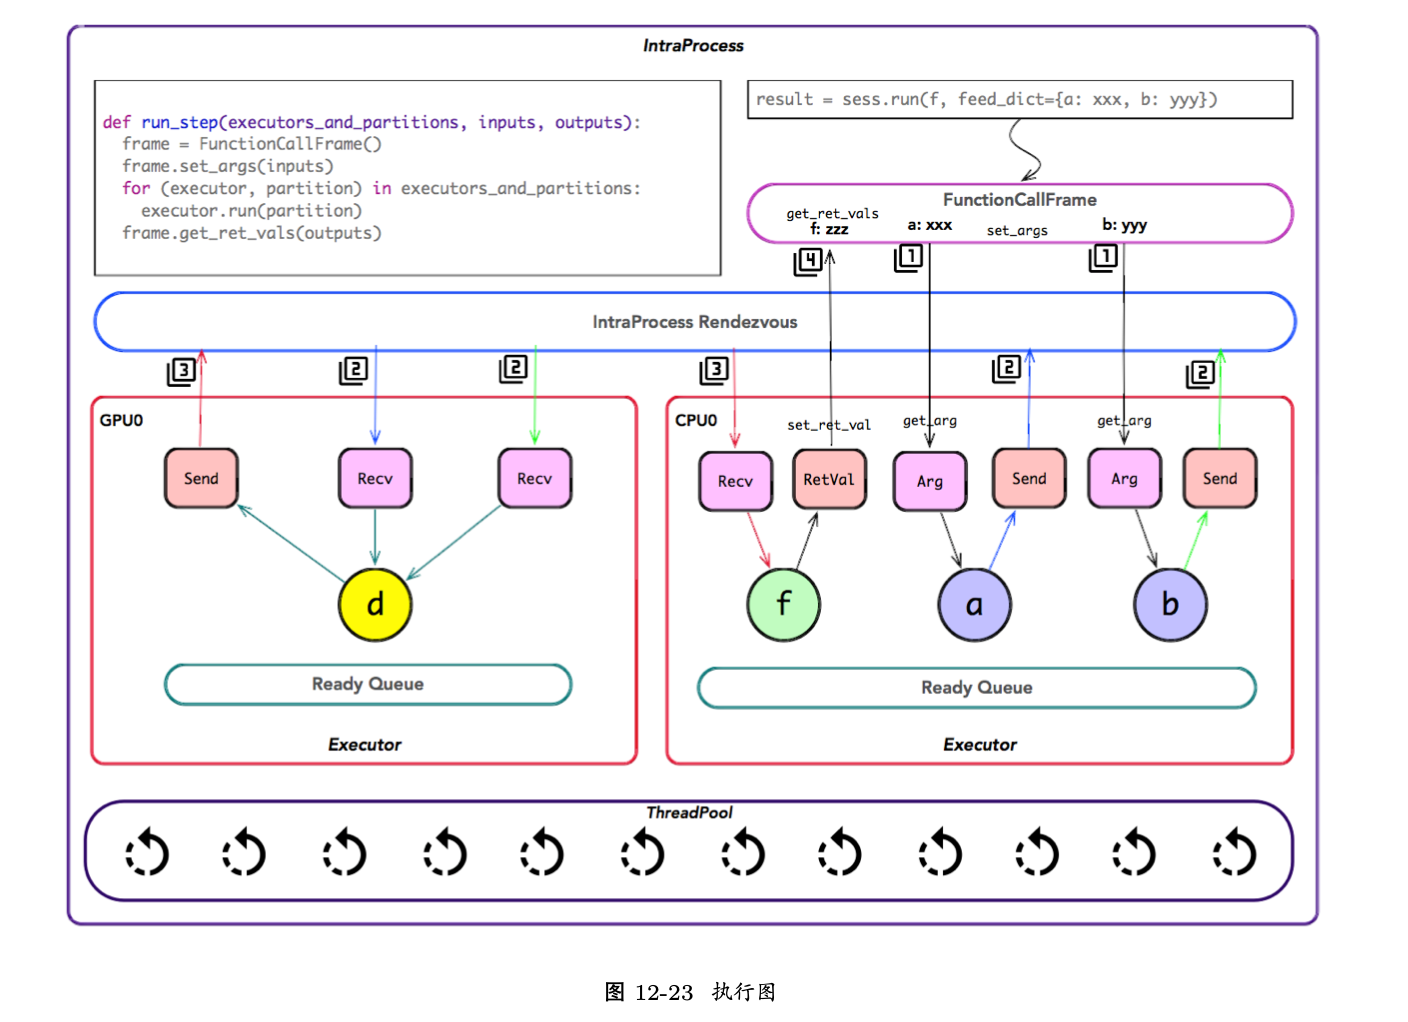 IntraProcess
def run_step(executors_and_partitions, inputs, outputs):
frame = FunctionCallFrame()
frame.set_args(inputs)
for (executor, partition) in executors_and_partitions:
executor.run(partition)
frame.get_ret_vals(outputs)
result = sess.run(f, feed_dict={a: xxx, b: yyy})
FunctionCallFrame
get_ret_vals
f: zzz
a: xxx
set_args
b: yyy
4
1
1
IntraProcess Rendezvous
3
2
2
3
2
2
GPU0
Send
Recv
Recv
d
Ready Queue
Executor
CPU0
set_ret_val
get_arg
get_arg
Recv
RetVal
Arg
Send
Arg
Send
f
a
b
Ready Queue
Executor
ThreadPool
图 12-23 执行图